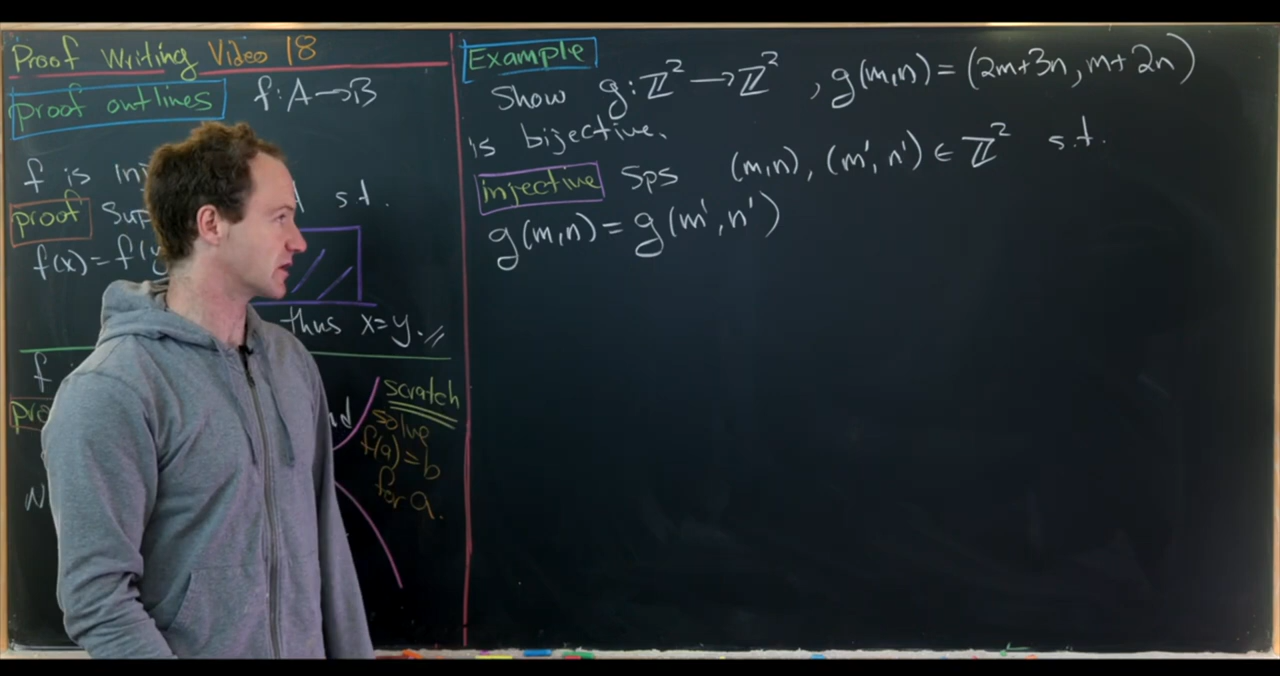 Proof Writing Video 18
proof outlines f: A → B
f is inj
s.t.
proof Sup
f(x) = f(y
thus x=y. //
f
scratch
solve
f(a) = b
for a.
Example
Show g: ℤ² → ℤ² , g(m,n) = (2m+3n, m+2n)
is bijective.
injective Sps (m,n), (m', n') ∈ ℤ² s.t.
g(m,n) = g(m', n')